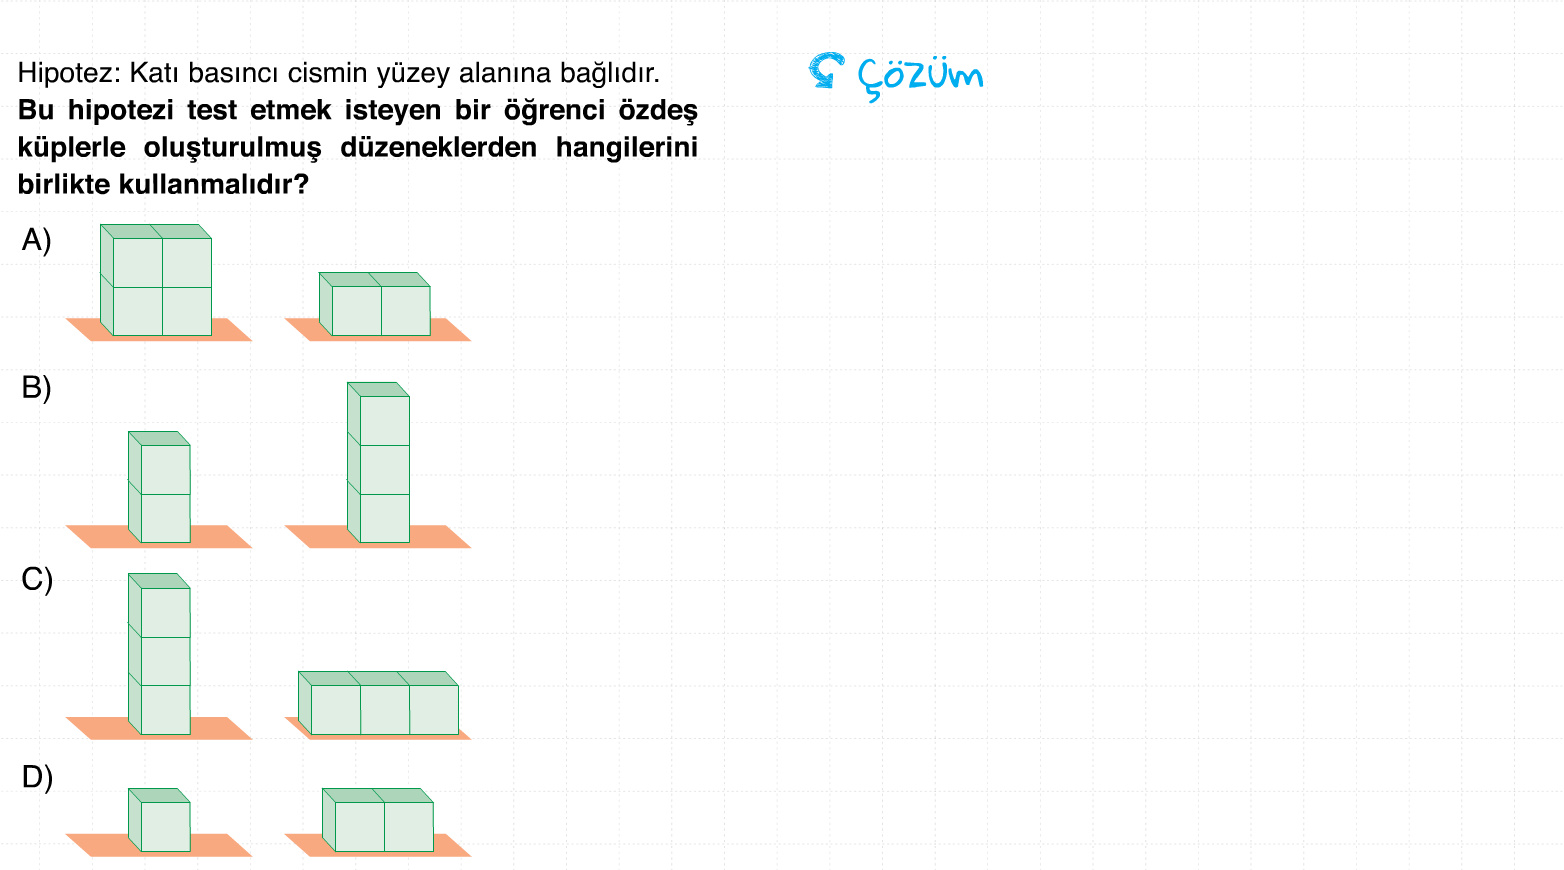 Hipotez: Katı basıncı cismin yüzey alanına bağlıdır.
Bu hipotezi test etmek isteyen bir öğrenci özdeş
küplerle oluşturulmuş düzeneklerden hangilerini
birlikte kullanmalıdır?
A)
B)
C)
D)
Çözüm